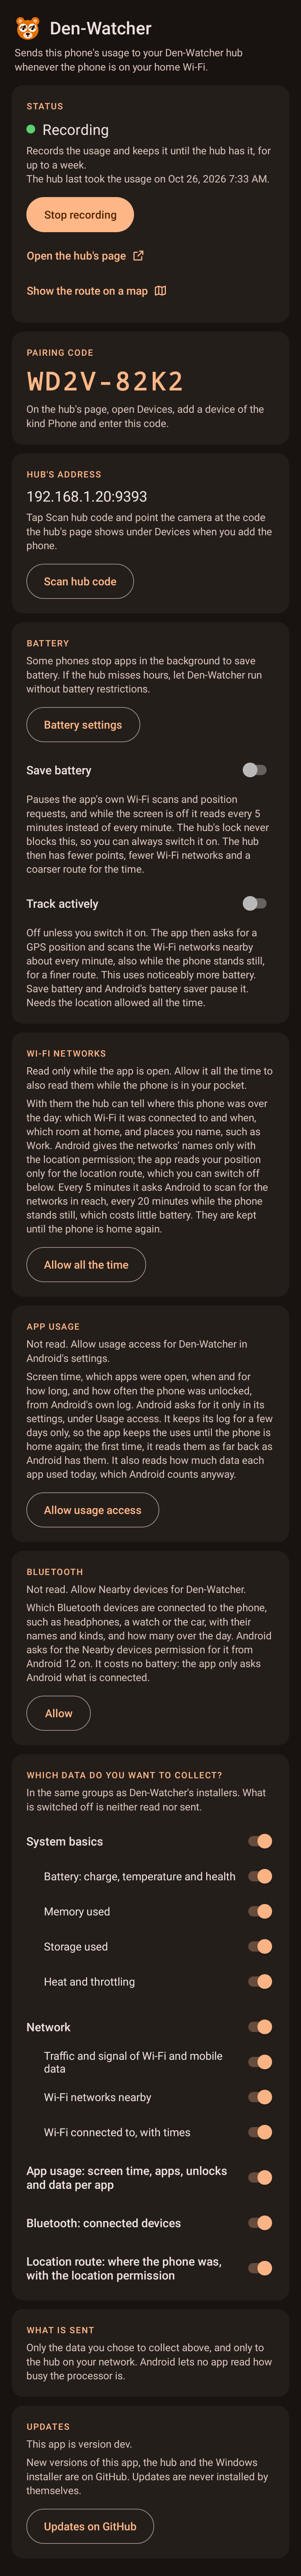 Den-Watcher
Sends this phone's usage to your Den-Watcher hub
whenever the phone is on your home Wi-Fi.
STATUS
Recording
Records the usage and keeps it until the hub has it, for
up to a week.
The hub last took the usage on Oct 26, 2026 7:33 AM.
Stop recording
Open the hub's page
Show the route on a map
PAIRING CODE
WD2V-82K2
On the hub's page, open Devices, add a device of the
kind Phone and enter this code.
HUB'S ADDRESS
192.168.1.20:9393
Tap Scan hub code and point the camera at the code
the hub's page shows under Devices when you add the
phone.
Scan hub code
BATTERY
Some phones stop apps in the background to save
battery. If the hub misses hours, let Den-Watcher run
without battery restrictions.
Battery settings
Save battery
Pauses the app's own Wi-Fi scans and position
requests, and while the screen is off it reads every 5
minutes instead of every minute. The hub's lock never
blocks this, so you can always switch it on. The hub
then has fewer points, fewer Wi-Fi networks and a
coarser route for the time.
Track actively
Off unless you switch it on. The app then asks for a
GPS position and scans the Wi-Fi networks nearby
about every minute, also while the phone stands still,
for a finer route. This uses noticeably more battery.
Save battery and Android's battery saver pause it.
Needs the location allowed all the time.
WI-FI NETWORKS
Read only while the app is open. Allow it all the time to
also read them while the phone is in your pocket.
With them the hub can tell where this phone was over
the day: which Wi-Fi it was connected to and when,
which room at home, and places you name, such as
Work. Android gives the networks' names only with
the location permission; the app reads your position
only for the location route, which you can switch off
below. Every 5 minutes it asks Android to scan for the
networks in reach, every 20 minutes while the phone
stands still, which costs little battery. They are kept
until the phone is home again.
Allow all the time
APP USAGE
Not read. Allow usage access for Den-Watcher in
Android's settings.
Screen time, which apps were open, when and for
how long, and how often the phone was unlocked,
from Android's own log. Android asks for it only in its
settings, under Usage access. It keeps its log for a few
days only, so the app keeps the uses until the phone is
home again; the first time, it reads them as far back as
Android has them. It also reads how much data each
app used today, which Android counts anyway.
Allow usage access
BLUETOOTH
Not read. Allow Nearby devices for Den-Watcher.
Which Bluetooth devices are connected to the phone,
such as headphones, a watch or the car, with their
names and kinds, and how many over the day. Android
asks for the Nearby devices permission for it from
Android 12 on. It costs no battery: the app only asks
Android what is connected.
Allow
WHICH DATA DO YOU WANT TO COLLECT?
In the same groups as Den-Watcher's installers. What
is switched off is neither read nor sent.
System basics
Battery: charge, temperature and health
Memory used
Storage used
Heat and throttling
Network
Traffic and signal of Wi-Fi and mobile
data
Wi-Fi networks nearby
Wi-Fi connected to, with times
App usage: screen time, apps, unlocks
and data per app
Bluetooth: connected devices
Location route: where the phone was,
with the location permission
WHAT IS SENT
Only the data you chose to collect above, and only to
the hub on your network. Android lets no app read how
busy the processor is.
UPDATES
This app is version dev.
New versions of this app, the hub and the Windows
installer are on GitHub. Updates are never installed by
themselves.
Updates on GitHub